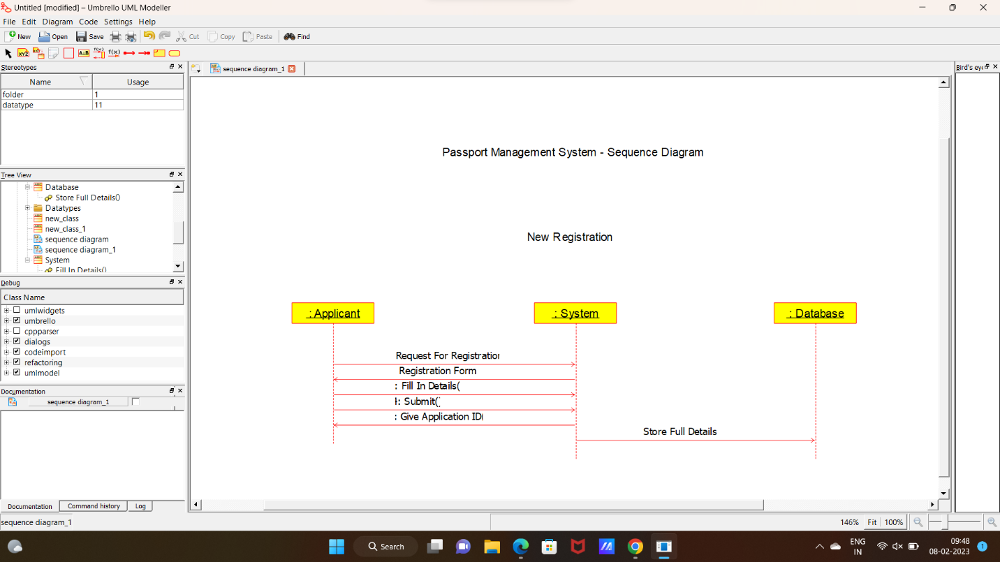 Untitled [modified] – Umbrello UML Modeller
File Edit Diagram Code Settings Help
New Open Save Cut Copy Paste Find
XYZ A⚓B f(x) f(x)
Stereotypes
Name Usage
folder 1
datatype 11
Tree View
Database
Store Full Details()
Datatypes
new_class
new_class_1
sequence diagram
sequence diagram_1
System
Fill In Details()
Debug
Class Name
umlwidgets
umbrello
cppparser
dialogs
codeimport
refactoring
umlmodel
Documentation
sequence diagram_1
Documentation Command history Log
sequence diagram_1
sequence diagram_1
Passport Management System - Sequence Diagram
New Registration
: Applicant : System : Database
Request For Registration
Registration Form
: Fill In Details(
: Submit()
: Give Application ID(
Store Full Details
Bird's eye
146% Fit 100%
Search
ENG
IN
09:48
08-02-2023
1